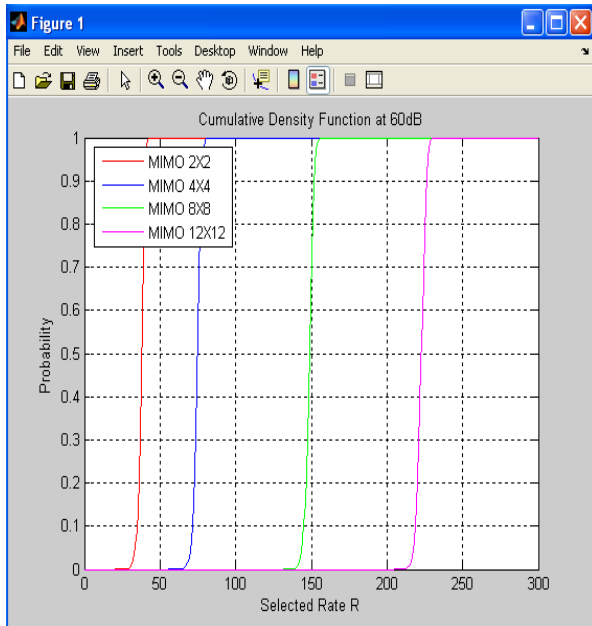 Figure 1
File Edit View Insert Tools Desktop Window Help
Cumulative Density Function at 60dB
MIMO 2X2
MIMO 4X4
MIMO 8X8
MIMO 12X12
Probability
1
0.9
0.8
0.7
0.6
0.5
0.4
0.3
0.2
0.1
0
0 50 100 150 200 250 300
Selected Rate R